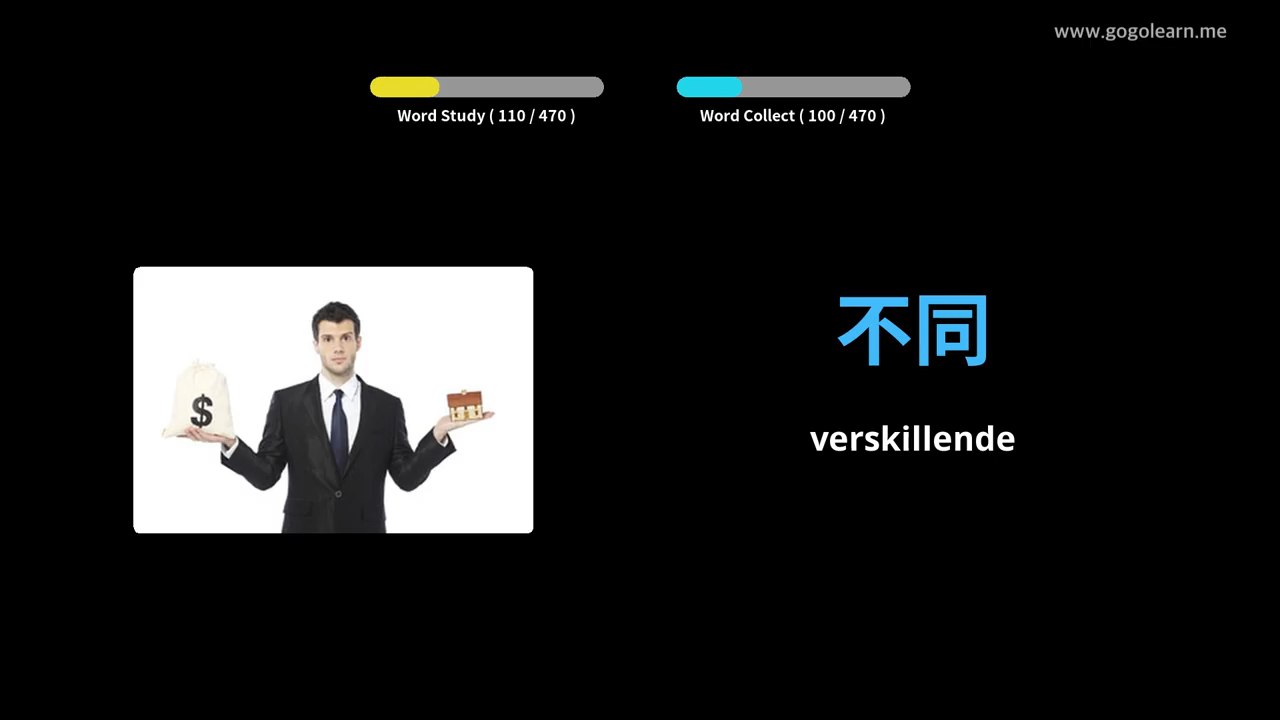 www.gogolearn.me
Word Study ( 110 / 470 )
Word Collect ( 100 / 470 )
$
不同
verskillende